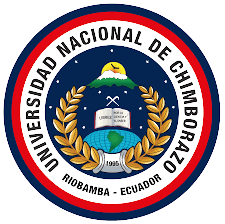 UNIVERSIDAD NACIONAL DE CHIMBORAZO
1995
RIOBAMBA - ECUADOR